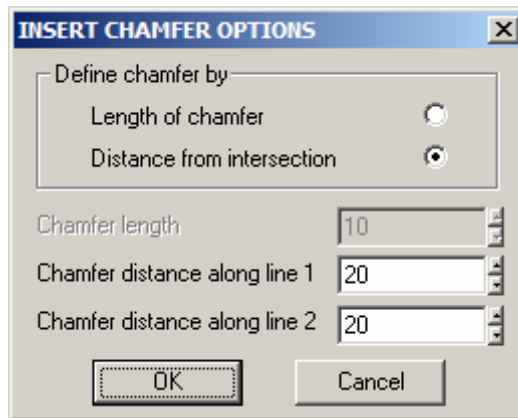 INSERT CHAMFER OPTIONS
Define chamfer by
Length of chamfer
Distance from intersection
Chamfer length 10
Chamfer distance along line 1 20
Chamfer distance along line 2 20
OK Cancel